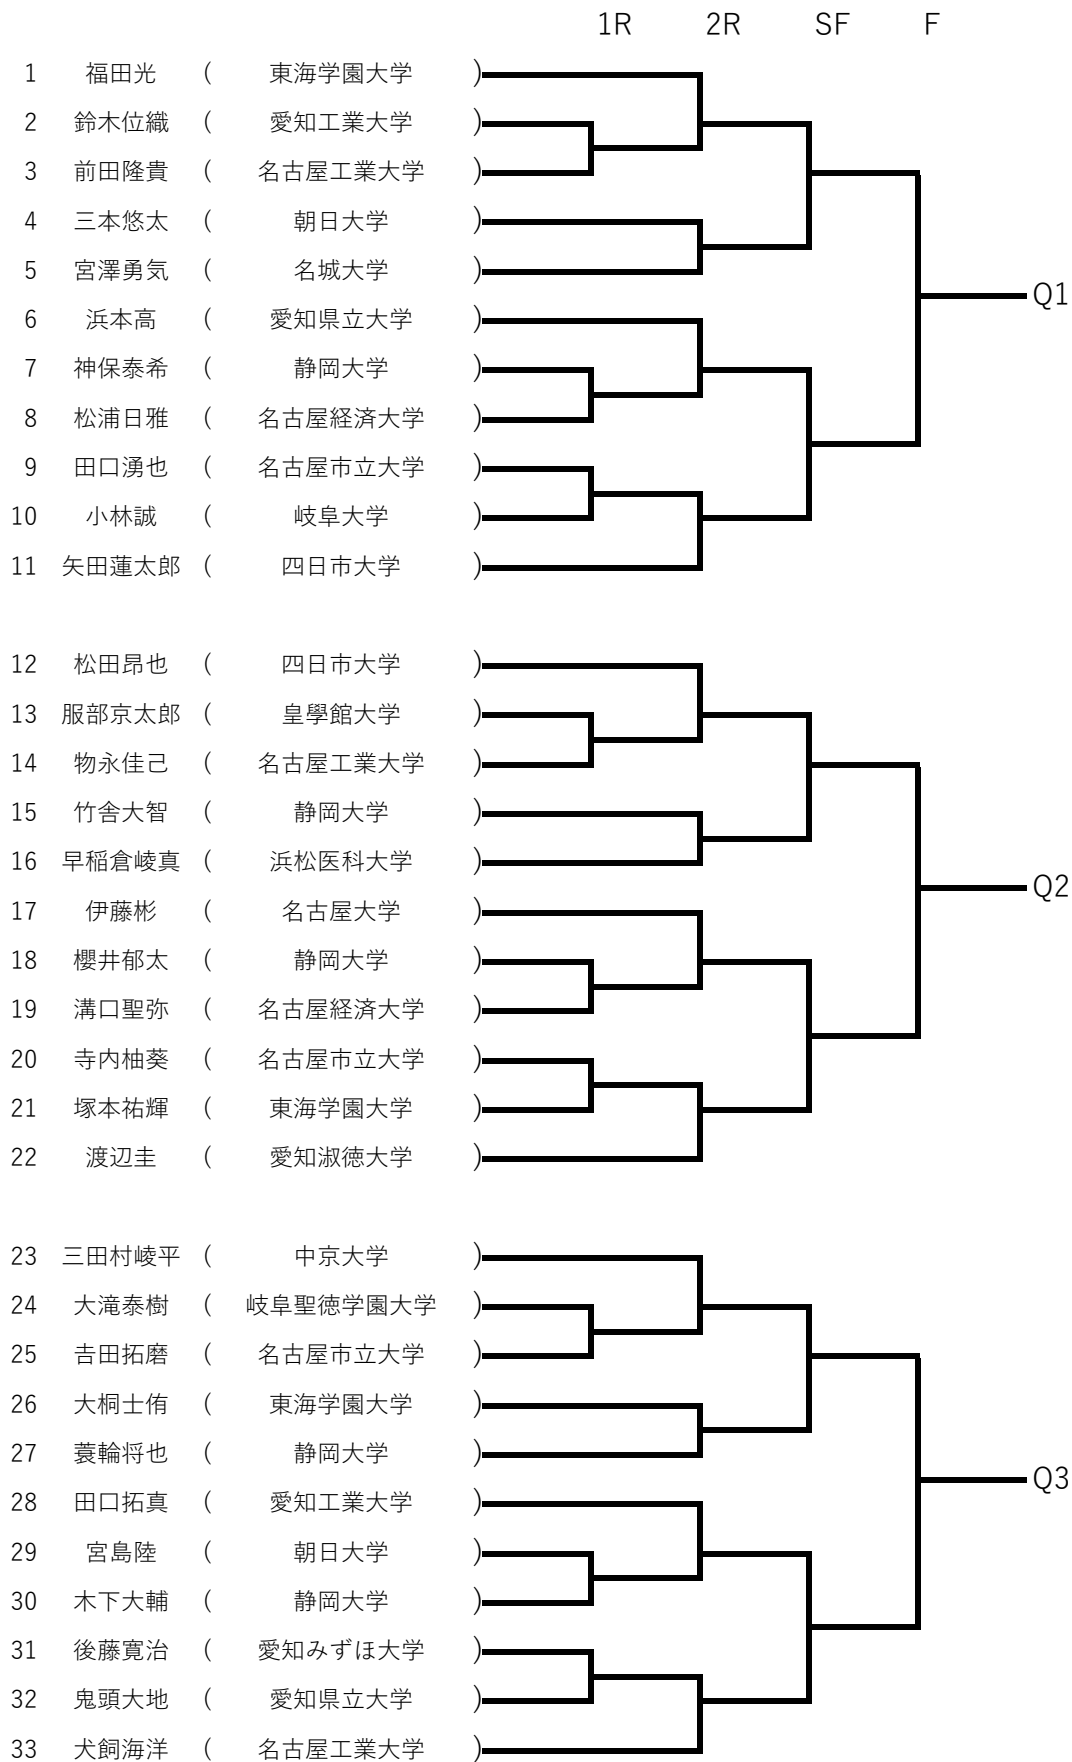 1R 2R SF F
1 福田光 ( 東海学園大学 )
2 鈴木位織 ( 愛知工業大学 )
3 前田隆貴 ( 名古屋工業大学 )
4 三本悠太 ( 朝日大学 )
5 宮澤勇気 ( 名城大学 )
Q1
6 浜本高 ( 愛知県立大学 )
7 神保泰希 ( 静岡大学 )
8 松浦日雅 ( 名古屋経済大学 )
9 田口湧也 ( 名古屋市立大学 )
10 小林誠 ( 岐阜大学 )
11 矢田蓮太郎 ( 四日市大学 )
12 松田昂也 ( 四日市大学 )
13 服部京太郎 ( 皇學館大学 )
14 物永佳己 ( 名古屋工業大学 )
15 竹舎大智 ( 静岡大学 )
16 早稲倉崚真 ( 浜松医科大学 )
Q2
17 伊藤彬 ( 名古屋大学 )
18 櫻井郁太 ( 静岡大学 )
19 溝口聖弥 ( 名古屋経済大学 )
20 寺内柚葵 ( 名古屋市立大学 )
21 塚本祐輝 ( 東海学園大学 )
22 渡辺圭 ( 愛知淑徳大学 )
23 三田村崚平 ( 中京大学 )
24 大滝泰樹 ( 岐阜聖徳学園大学 )
25 𠮷田拓磨 ( 名古屋市立大学 )
26 大桐士侑 ( 東海学園大学 )
27 蓑輪将也 ( 静岡大学 )
Q3
28 田口拓真 ( 愛知工業大学 )
29 宮島陸 ( 朝日大学 )
30 木下大輔 ( 静岡大学 )
31 後藤寛治 ( 愛知みずほ大学 )
32 鬼頭大地 ( 愛知県立大学 )
33 犬飼海洋 ( 名古屋工業大学 )